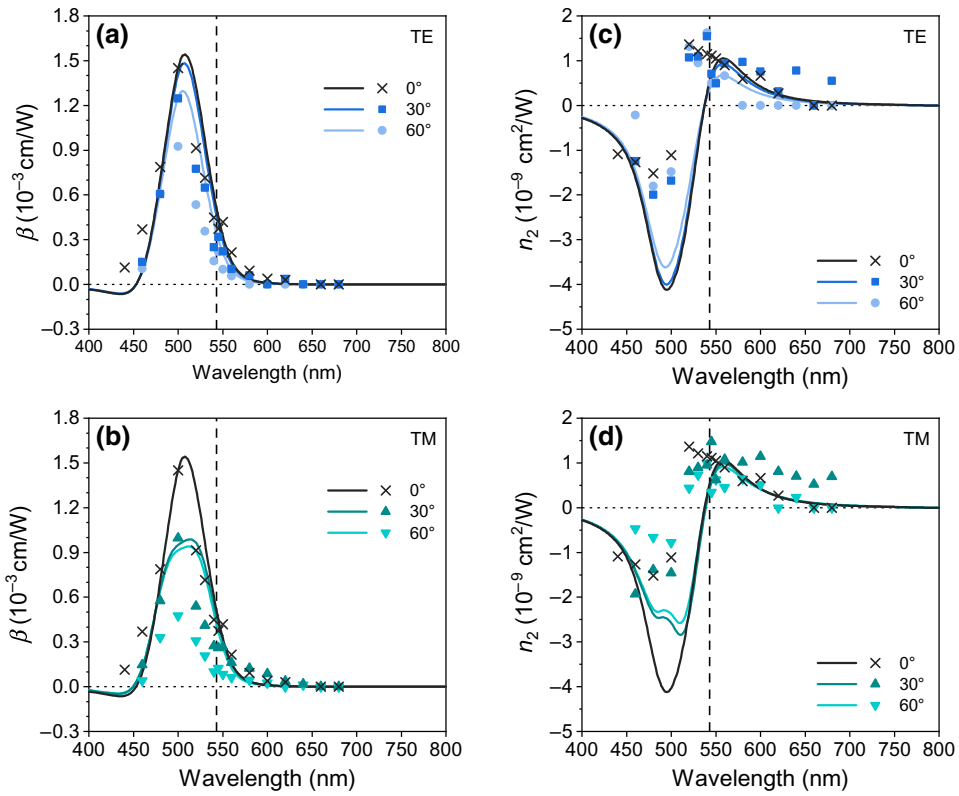 (a)
TE
1.8
1.5
1.2
0.9
0.6
0.3
0.0
–0.3
β (10⁻³ cm/W)
0°
30°
60°
400 450 500 550 600 650 700 750 800
Wavelength (nm)
(c)
TE
2
1
0
–1
–2
–3
–4
–5
n₂ (10⁻⁹ cm²/W)
0°
30°
60°
400 450 500 550 600 650 700 750 800
Wavelength (nm)
(b)
TM
1.8
1.5
1.2
0.9
0.6
0.3
0.0
–0.3
β (10⁻³ cm/W)
0°
30°
60°
400 450 500 550 600 650 700 750 800
Wavelength (nm)
(d)
TM
2
1
0
–1
–2
–3
–4
–5
n₂ (10⁻⁹ cm²/W)
0°
30°
60°
400 450 500 550 600 650 700 750 800
Wavelength (nm)